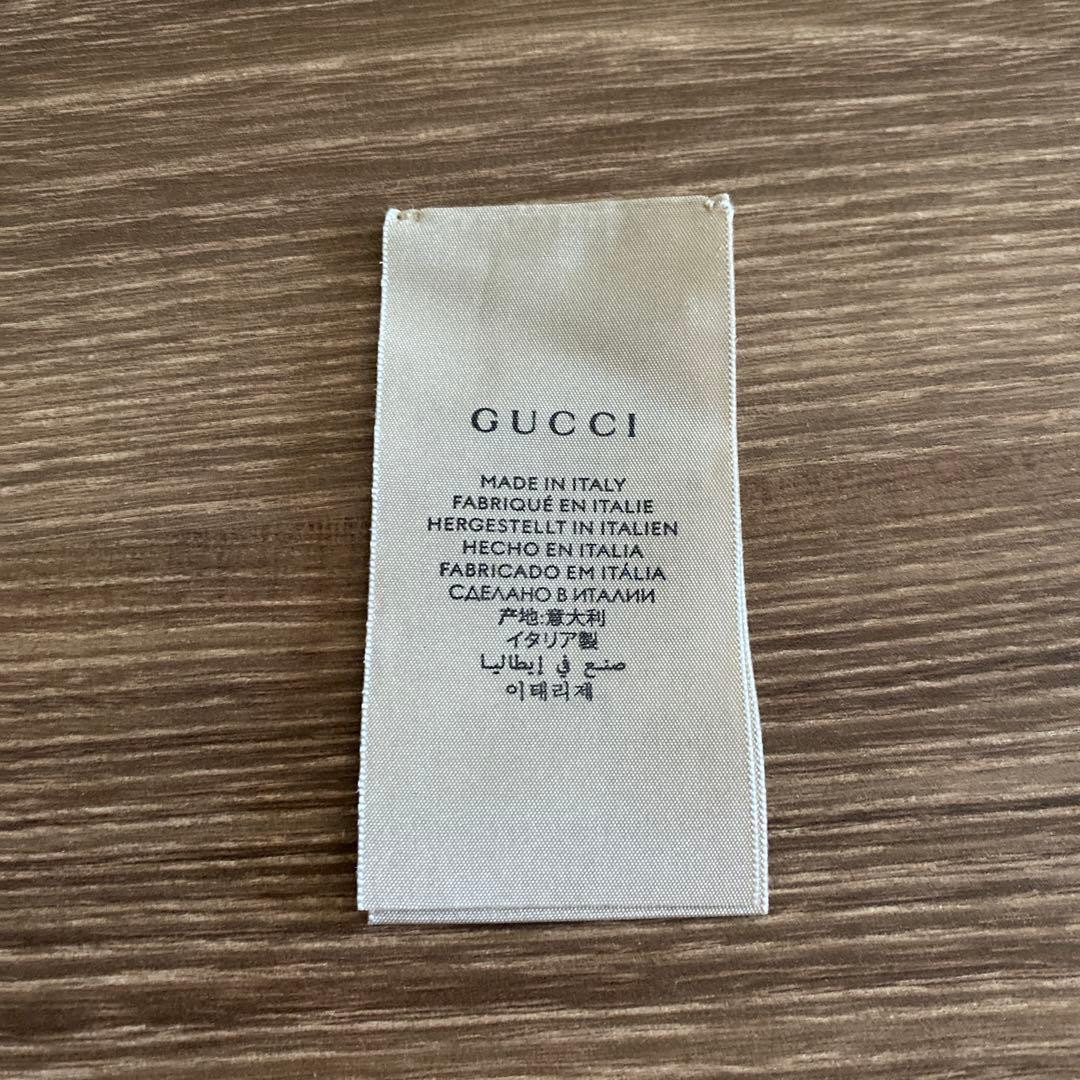 GUCCI
MADE IN ITALY
FABRIQUÉ EN ITALIE
HERGESTELLT IN ITALIEN
HECHO EN ITALIA
FABRICADO EM ITÁLIA
СДЕЛАНО В ИТАЛИИ
产地:意大利
イタリア製
صنع في إيطاليا
이태리제